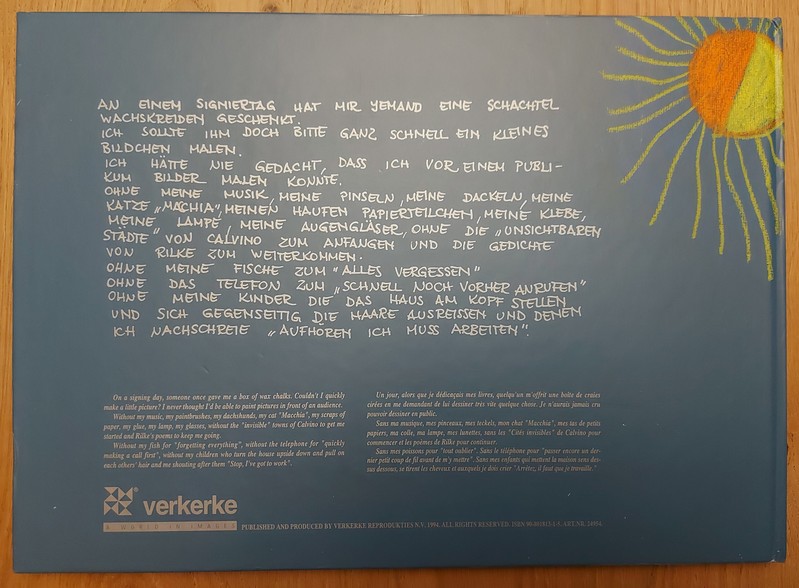 AN EINEM SIGNIERTAG HAT MIR JEMAND EINE SCHACHTEL
WACHSKREIDEN GESCHENKT.
ICH SOLLTE IHM DOCH BITTE GANZ SCHNELL EIN KLEINES
BILDCHEN MALEN.
ICH HÄTTE NIE GEDACHT, DASS ICH VOR EINEM PUBLI-
KUM BILDER MALEN KÖNNTE.
OHNE MEINE MUSIK, MEINE PINSELN, MEINE DACKELN, MEINE
KATZE „MACHIA”, MEINEN HAUFEN PAPIERTEILCHEN, MEINE KLEBE,
MEINE LAMPE, MEINE AUGENGLÄSER, OHNE DIE „UNSICHTBAREN
STÄDTE” VON CALVINO ZUM ANFANGEN UND DIE GEDICHTE
VON RILKE ZUM WEITERKOMMEN.
OHNE MEINE FISCHE ZUM "ALLES VERGESSEN"
OHNE DAS TELEFON ZUM „SCHNELL NOCH VORHER ANRUFEN"
OHNE MEINE KINDER DIE DAS HAUS AM KOPF STELLEN
UND SICH GEGENSEITIG DIE HAARE AUSREISSEN UND DENEN
ICH NACHSCHREIE „AUFHÖREN ICH MUSS ARBEITEN".
On a signing day, someone once gave me a box of wax chalks. Couldn't I quickly
make a little picture? I never thought I'd be able to paint pictures in front of an audience.
Without my music, my paintbrushes, my dachshunds, my cat "Macchia", my scraps of
paper, my glue, my lamp, my glasses, without the "invisible" towns of Calvino to get me
started and Rilke's poems to keep me going.
Without my fish for "forgetting everything", without the telephone for "quickly
making a call first", without my children who turn the house upside down and pull on
each others' hair and me shouting after them "Stop, I've got to work".
Un jour, alors que je dédicaçais mes livres, quelqu'un m'offrit une boîte de craies
cirées en me demandant de lui dessiner très vite quelque chose. Je n'aurais jamais cru
pouvoir dessiner en public.
Sans ma musique, mes pinceaux, mes teckels, mon chat "Macchia", mes tas de petits
papiers, ma colle, ma lampe, mes lunettes, sans les "Cités invisibles" de Calvino pour
commencer et les poèmes de Rilke pour continuer.
Sans mes poissons pour "tout oublier". Sans le téléphone pour "passer encore un der-
nier petit coup de fil avant de m'y mettre". Sans mes enfants qui mettent la maison sens des-
sus dessous, se tirent les cheveux et auxquels je dois crier "Arrêtez, il faut que je travaille."
verkerke
A WORLD IN IMAGES
PUBLISHED AND PRODUCED BY VERKERKE REPRODUKTIES N.V. 1994. ALL RIGHTS RESERVED. ART.NR.